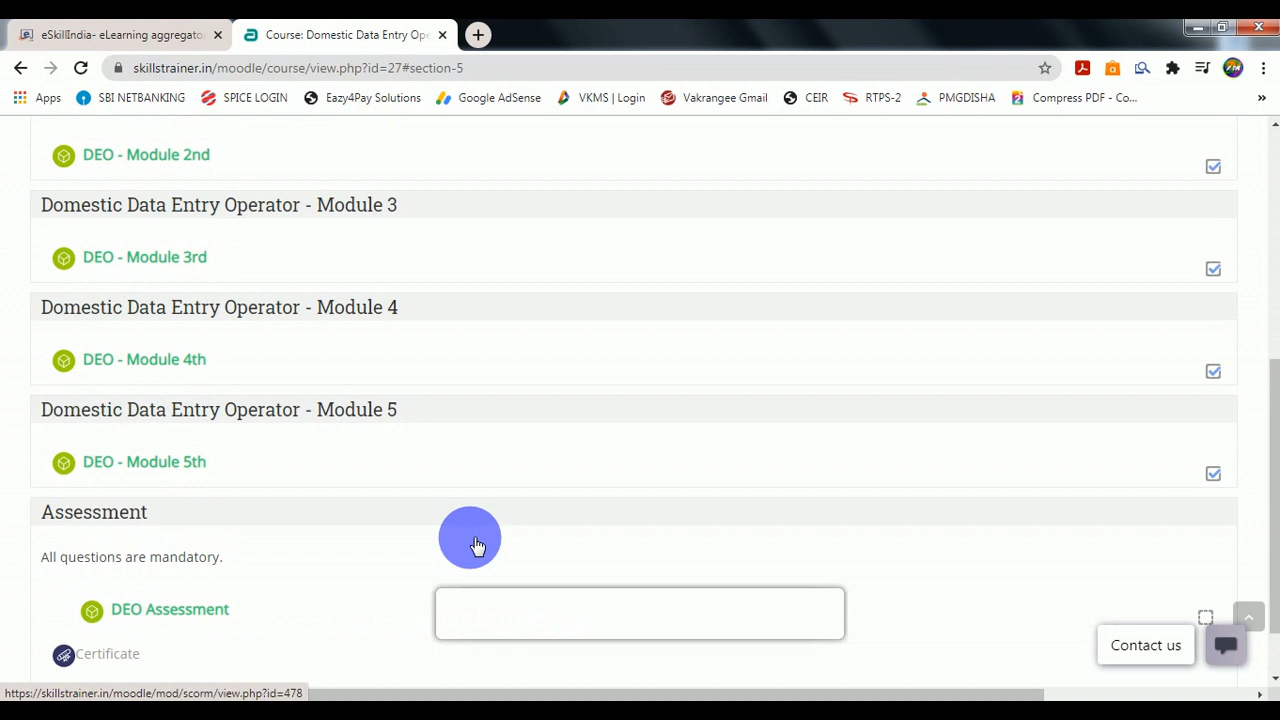 eSkillIndia- eLearning aggregato
Course: Domestic Data Entry Ope
skillstrainer.in/moodle/course/view.php?id=27#section-5
Apps SBI NETBANKING SPICE LOGIN Eazy4Pay Solutions Google AdSense VKMS | Login Vakrangee Gmail CEIR RTPS-2 PMGDISHA Compress PDF - Co... »
DEO - Module 2nd
Domestic Data Entry Operator - Module 3
DEO - Module 3rd
Domestic Data Entry Operator - Module 4
DEO - Module 4th
Domestic Data Entry Operator - Module 5
DEO - Module 5th
Assessment
All questions are mandatory.
DEO Assessment
Certificate
Contact us
https://skillstrainer.in/moodle/mod/scorm/view.php?id=478